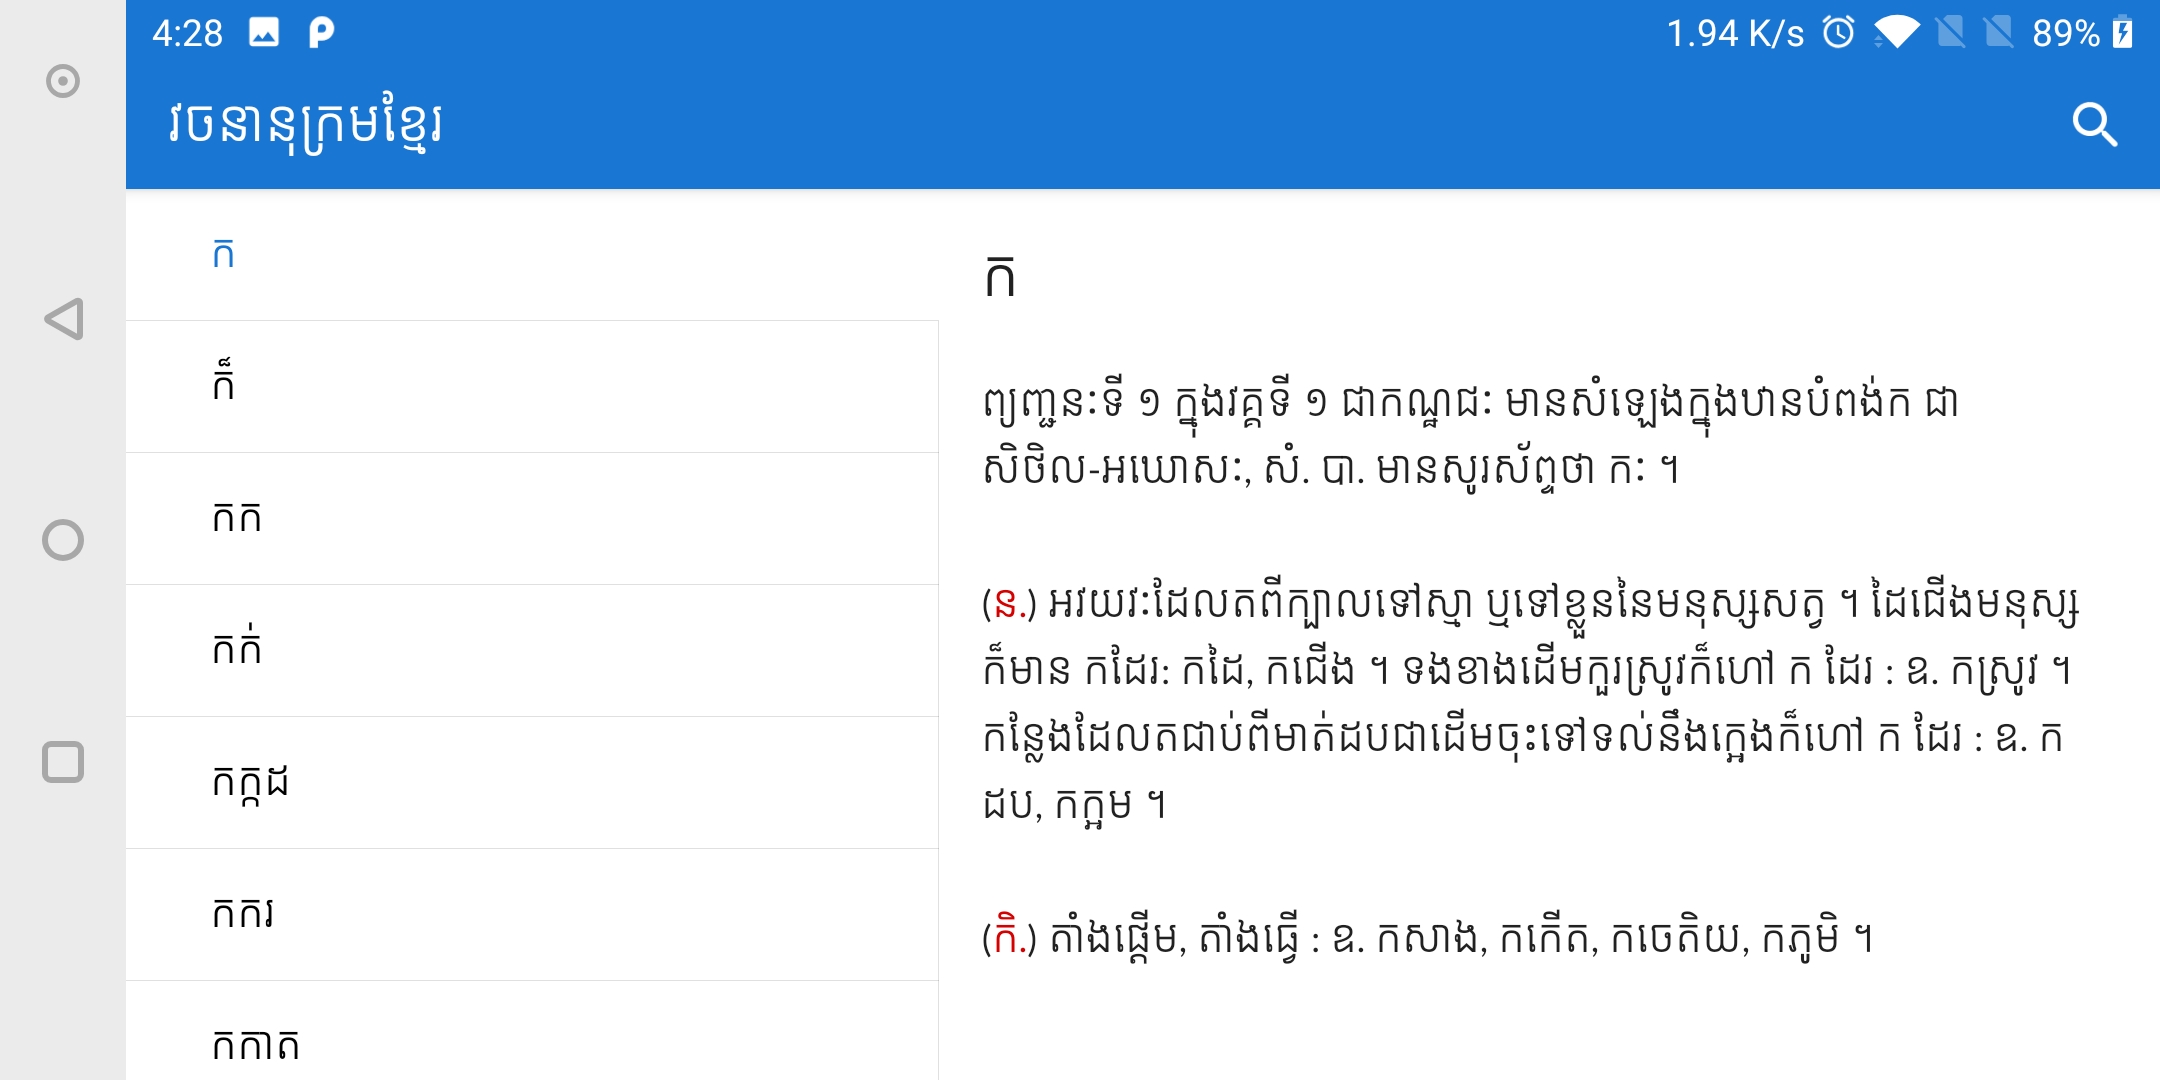 4:28
1.94 K/s 89%
វចនានុក្រមខ្មែរ
ក
ក៏
កក
កក់
កក្កដ
កករ
កកាត
ក
ព្យញ្ជនៈទី ១ ក្នុងវគ្គទី ១ ជាកណ្ឋជៈ មានសំឡេងក្នុងឋានបំពង់ក ជា
សិថិល-អឃោសៈ, សំ. បា. មានសូរស័ព្ទថា កៈ ។
(ន.) អវយវៈដែលតពីក្បាលទៅស្មា ឬទៅខ្លួននៃមនុស្សសត្វ ។ ដៃជើងមនុស្ស
ក៏មាន កដែរ: កដៃ, កជើង ។ ទងខាងដើមកួរស្រូវក៏ហៅ ក ដែរ : ឧ. កស្រូវ ។
កន្លែងដែលតជាប់ពីមាត់ដបជាដើមចុះទៅទល់នឹងក្អេងក៏ហៅ ក ដែរ : ឧ. ក
ដប, កក្អម ។
(កិ.) តាំងផ្ដើម, តាំងធ្វើ : ឧ. កសាង, កកើត, កចេតិយ, កភូមិ ។